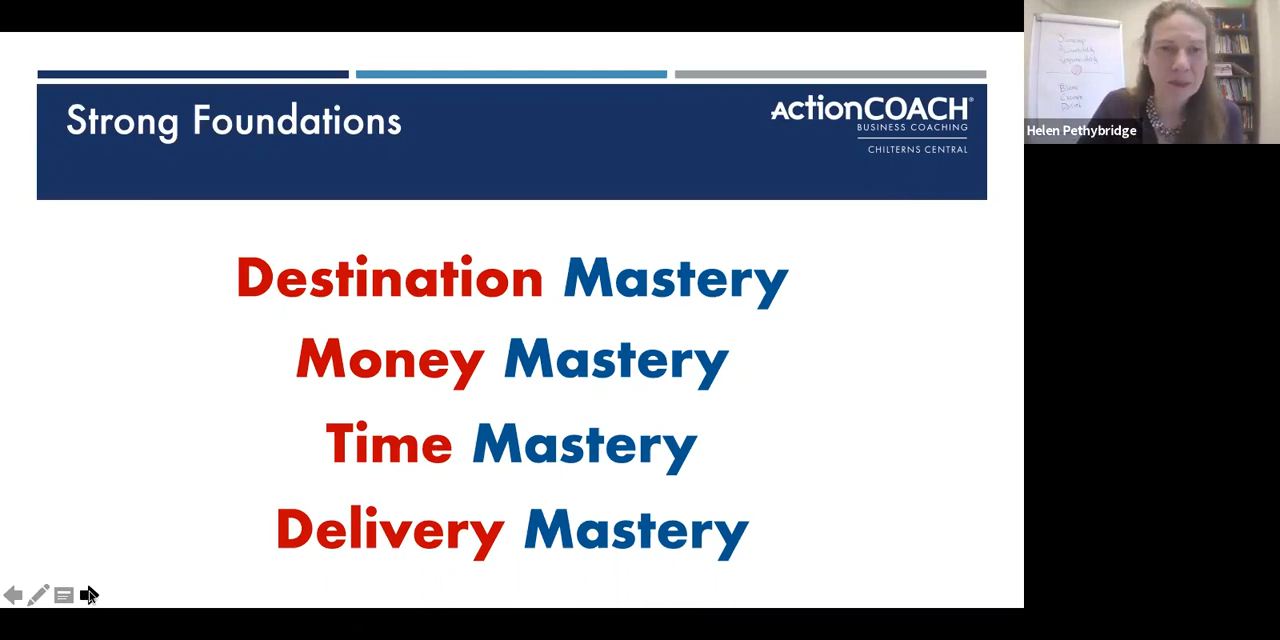 Strong Foundations
ActionCOACH®
BUSINESS COACHING
CHILTERNS CENTRAL
Destination Mastery
Money Mastery
Time Mastery
Delivery Mastery
Helen Pethybridge